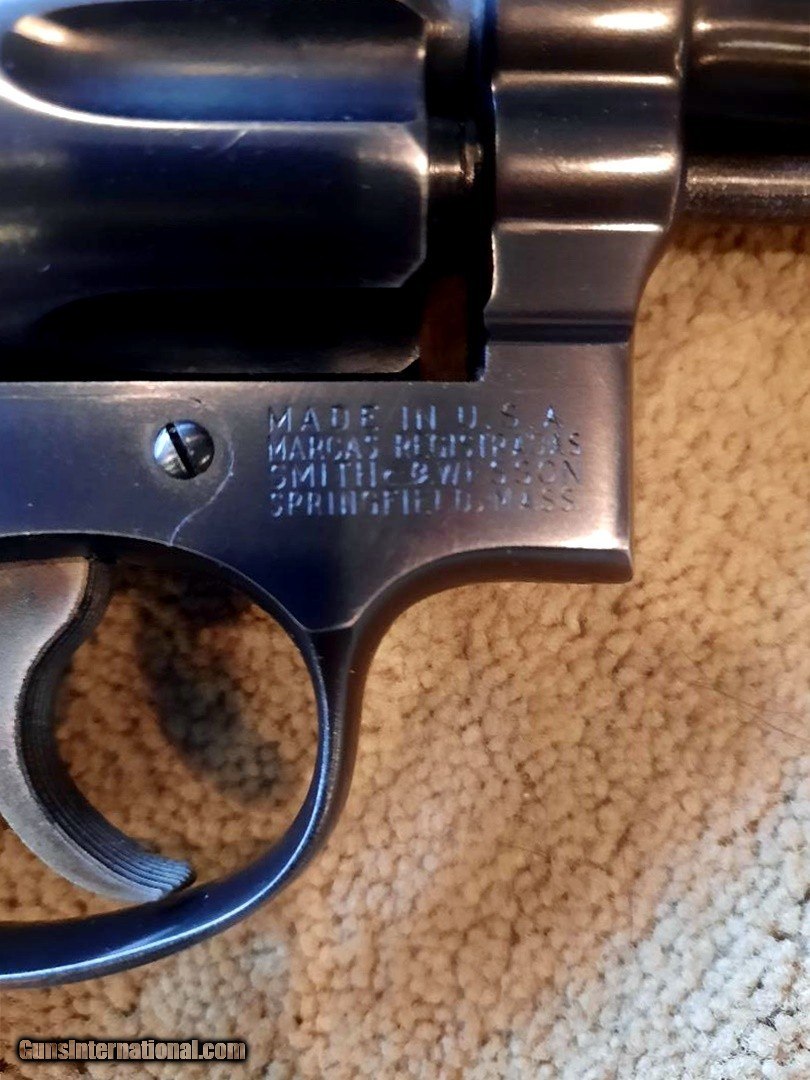 MADE IN U.S.A.
MARCAS REGISTRADAS
SMITH & WESSON
SPRINGFIELD, MASS
GunsInternational.com